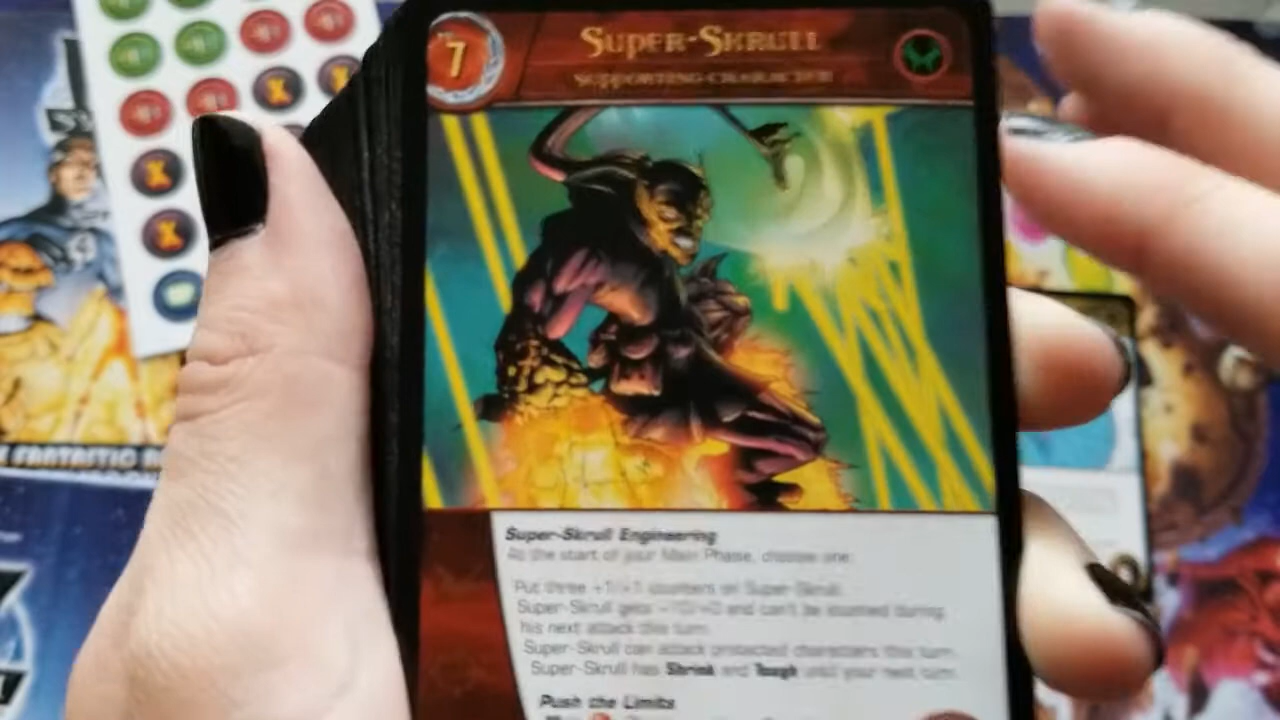 7
Super-Skrull
Supporting Character
Super-Skrull Engineering
At the start of your Main Phase, choose one:
Put three +1/+1 counters on Super-Skrull.
Super-Skrull gets and can't be stunned during
his next attack this turn.
Super-Skrull can attack protected characters this turn.
Super-Skrull has Shrink and Tough until your next turn.
Push the Limits
FANTASTIC